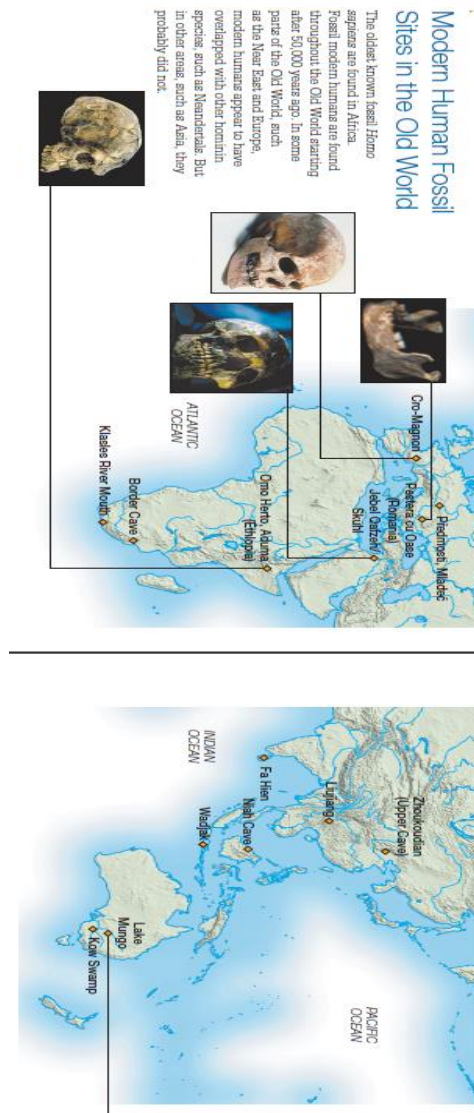 Modern Human Fossil
Sites in the Old World
The oldest known fossil Homo
sapiens are found in Africa.
Fossil modern humans are found
throughout the Old World starting
after 50,000 years ago. In some
parts of the Old World, such
as the Near East and Europe,
modern humans appear to have
overlapped with other hominin
species, such as Neandertals. But
in other areas, such as Asia, they
probably did not.
Cro-Magnon
Predmosti, Mladeč
Pestera cu Oase
(Romania)
Jebel Qafzeh/
Skuhl
ATLANTIC
OCEAN
Omo Herto, Aduma
(Ethiopia)
Border Cave
Klasies River Mouth
Zhoukoudian
(Upper Cave)
Liujiang
Fa Hien
Niah Cave
Wadjak
INDIAN
OCEAN
PACIFIC
OCEAN
Lake
Mungo
Kow Swamp